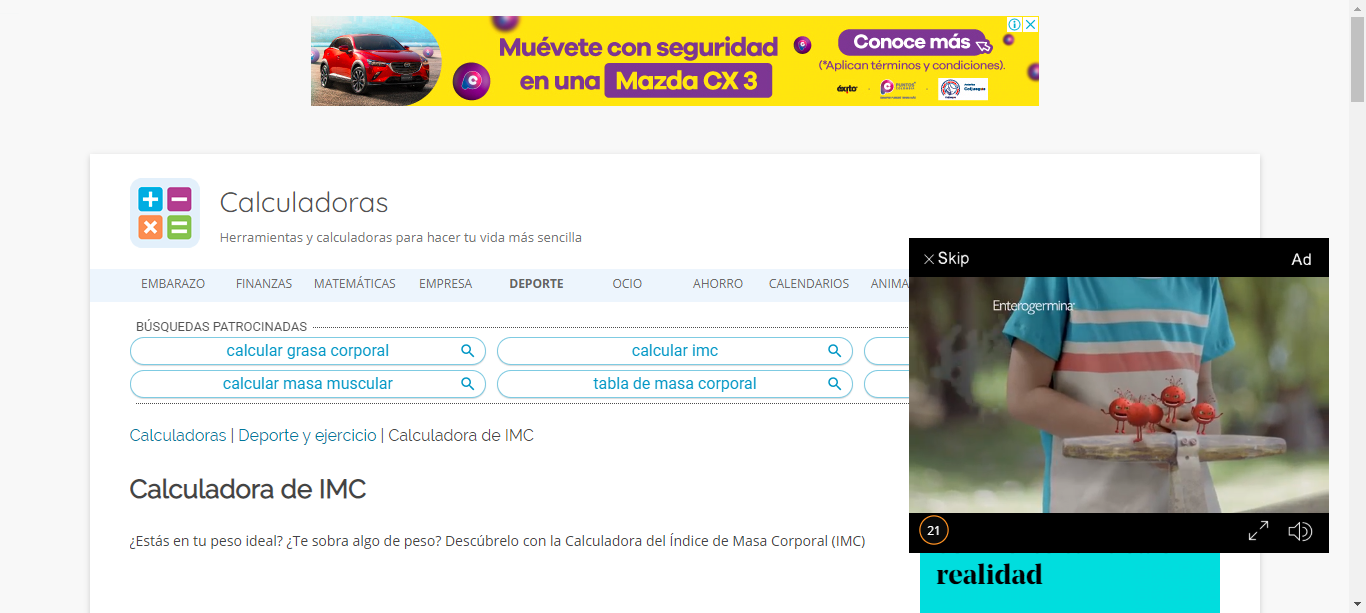 Muévete con seguridad
en una Mazda CX 3
Conoce más
(*Aplican términos y condiciones).
éxito
PUNTOS
Calculadoras
Herramientas y calculadoras para hacer tu vida más sencilla
EMBARAZO FINANZAS MATEMÁTICAS EMPRESA DEPORTE OCIO AHORRO CALENDARIOS ANIMA
BÚSQUEDAS PATROCINADAS
calcular grasa corporal
calcular imc
calcular masa muscular
tabla de masa corporal
Calculadoras | Deporte y ejercicio | Calculadora de IMC
Calculadora de IMC
¿Estás en tu peso ideal? ¿Te sobra algo de peso? Descúbrelo con la Calculadora del Índice de Masa Corporal (IMC)
Skip
Ad
Enterogermina
21
realidad